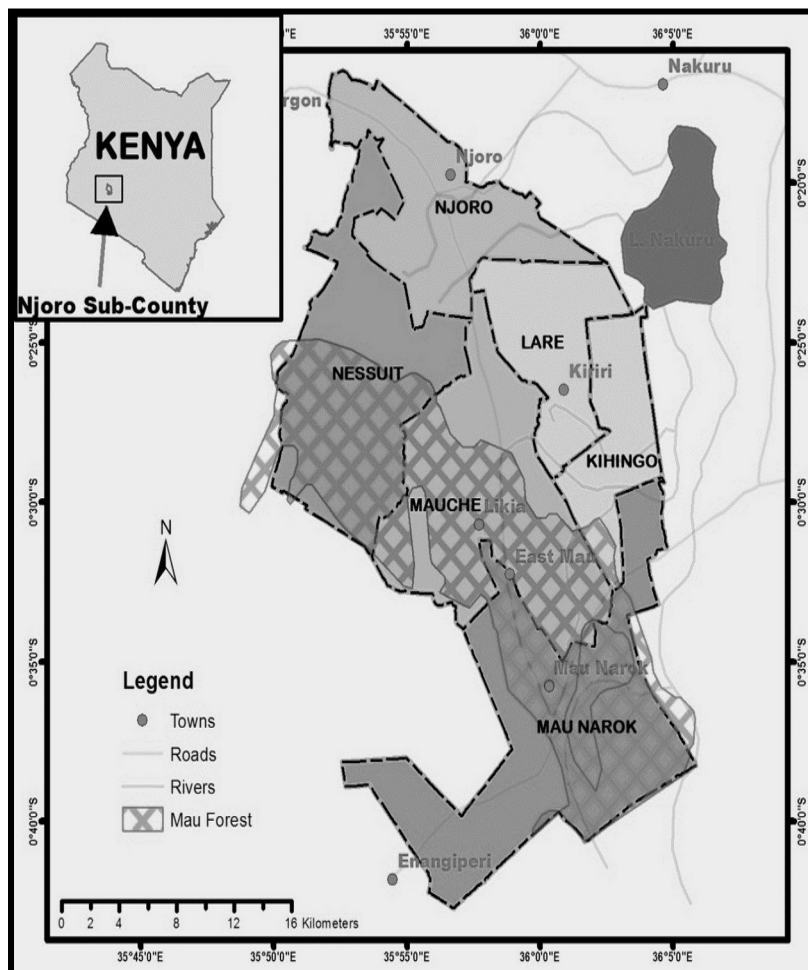 0'0"E
35°55'0"E
36°0'0"E
36°5'0"E
KENYA
Njoro Sub-County
rgon
Nakuru
Njoro
NJORO
L. Nakuru
LARE
Kiriri
NESSUIT
KIHINGO
MAUCHE
Likia
East Mau
Mau Narok
MAU NAROK
Enangiperi
N
Legend
Towns
Roads
Rivers
Mau Forest
0 2 4 8 12 16 Kilometers
0°20'0"S
0°25'0"S
0°30'0"S
0°35'0"S
0°40'0"S
0°25'0"S
0°30'0"S
0°35'0"S
0°40'0"S
35°45'0"E
35°50'0"E
35°55'0"E
36°0'0"E
36°5'0"E